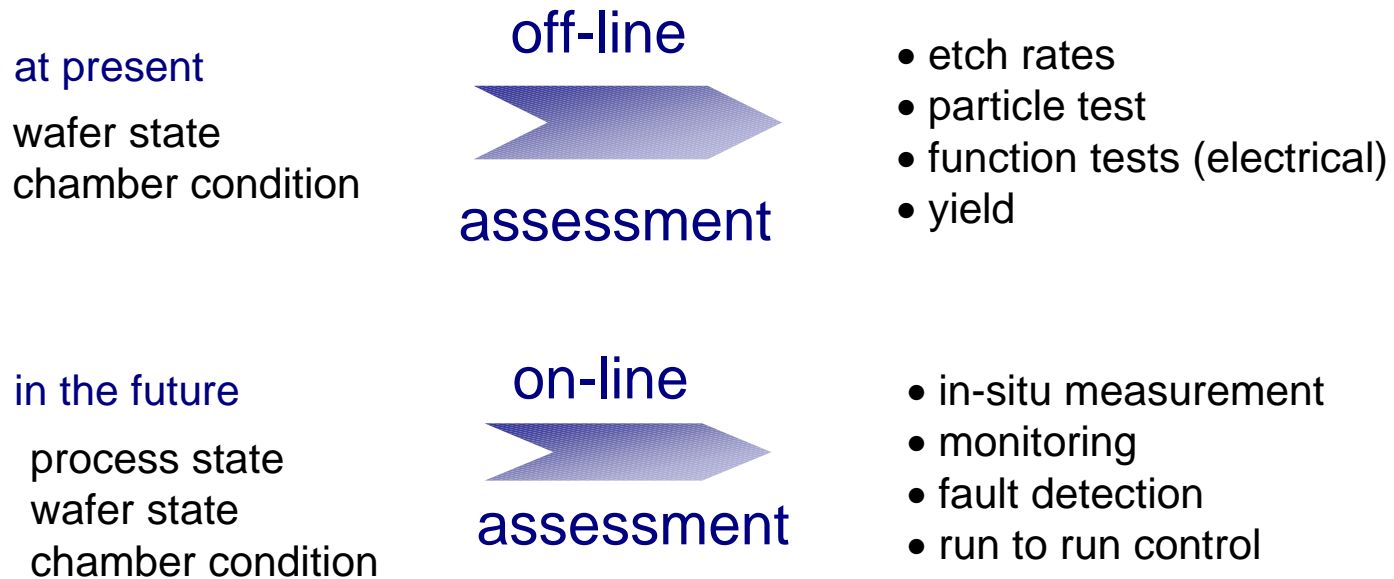 at present
wafer state
chamber condition
off-line
assessment
• etch rates
• particle test
• function tests (electrical)
• yield
in the future
process state
wafer state
chamber condition
on-line
assessment
• in-situ measurement
• monitoring
• fault detection
• run to run control